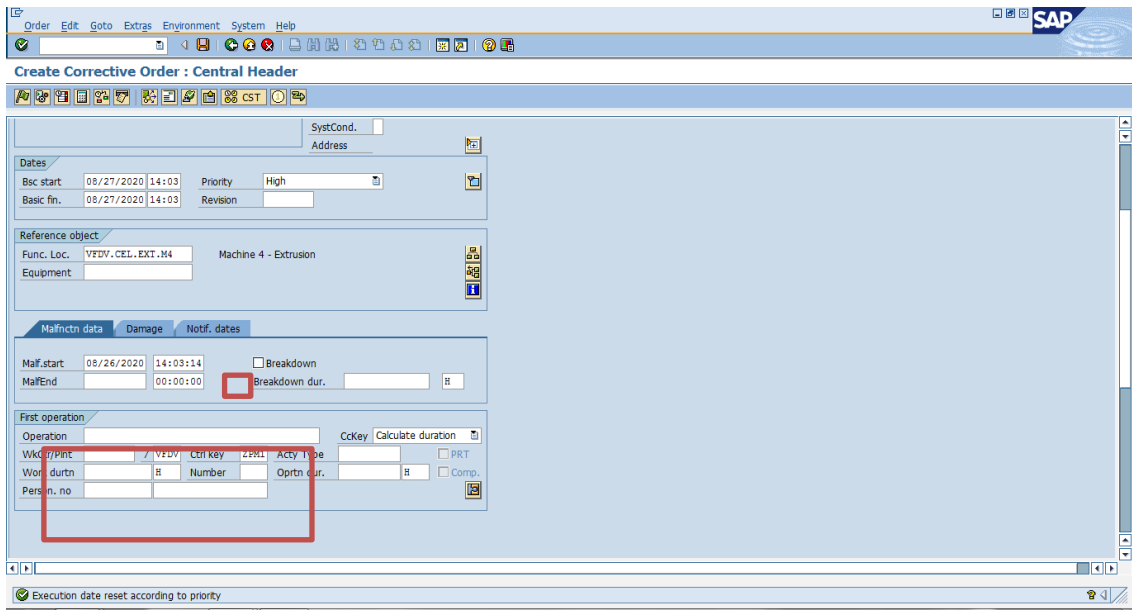 Order Edit Goto Extras Environment System Help
SAP
Create Corrective Order : Central Header
CST
SystCond.
Address
Dates
Bsc start 08/27/2020 14:03 Priority High
Basic fin. 08/27/2020 14:03 Revision
Reference object
Func. Loc. VFDV.CEL.EXT.M4 Machine 4 - Extrusion
Equipment
Malfnctn data Damage Notif. dates
Malf.start 08/26/2020 14:03:14 Breakdown
MalfEnd 00:00:00 Breakdown dur. H
First operation
Operation CcKey Calculate duration
WkCtr/Plnt / VFDV Ctrl key ZPM1 Acty Type PRT
Work durtn H Number Oprtn dur. H Comp.
Person. no
Execution date reset according to priority